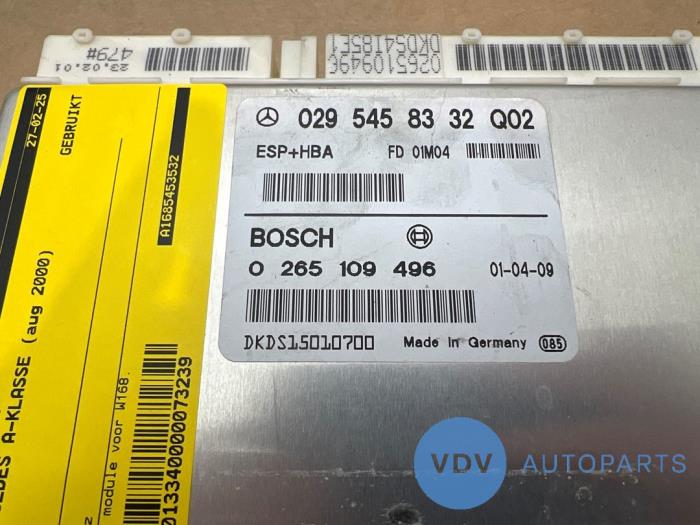 23.02.01
479#
0265109496
DKDS4I85E1
029 545 83 32 Q02
ESP+HBA FD 01M04
BOSCH
0 265 109 496 01-04-09
DKDS15010700 Made In Germany 085
27-02-25
GEBRUIKT
A1685453532
A-KLASSE (aug 2000)
module voor W168.
0133400000073239
VDV AUTOPARTS